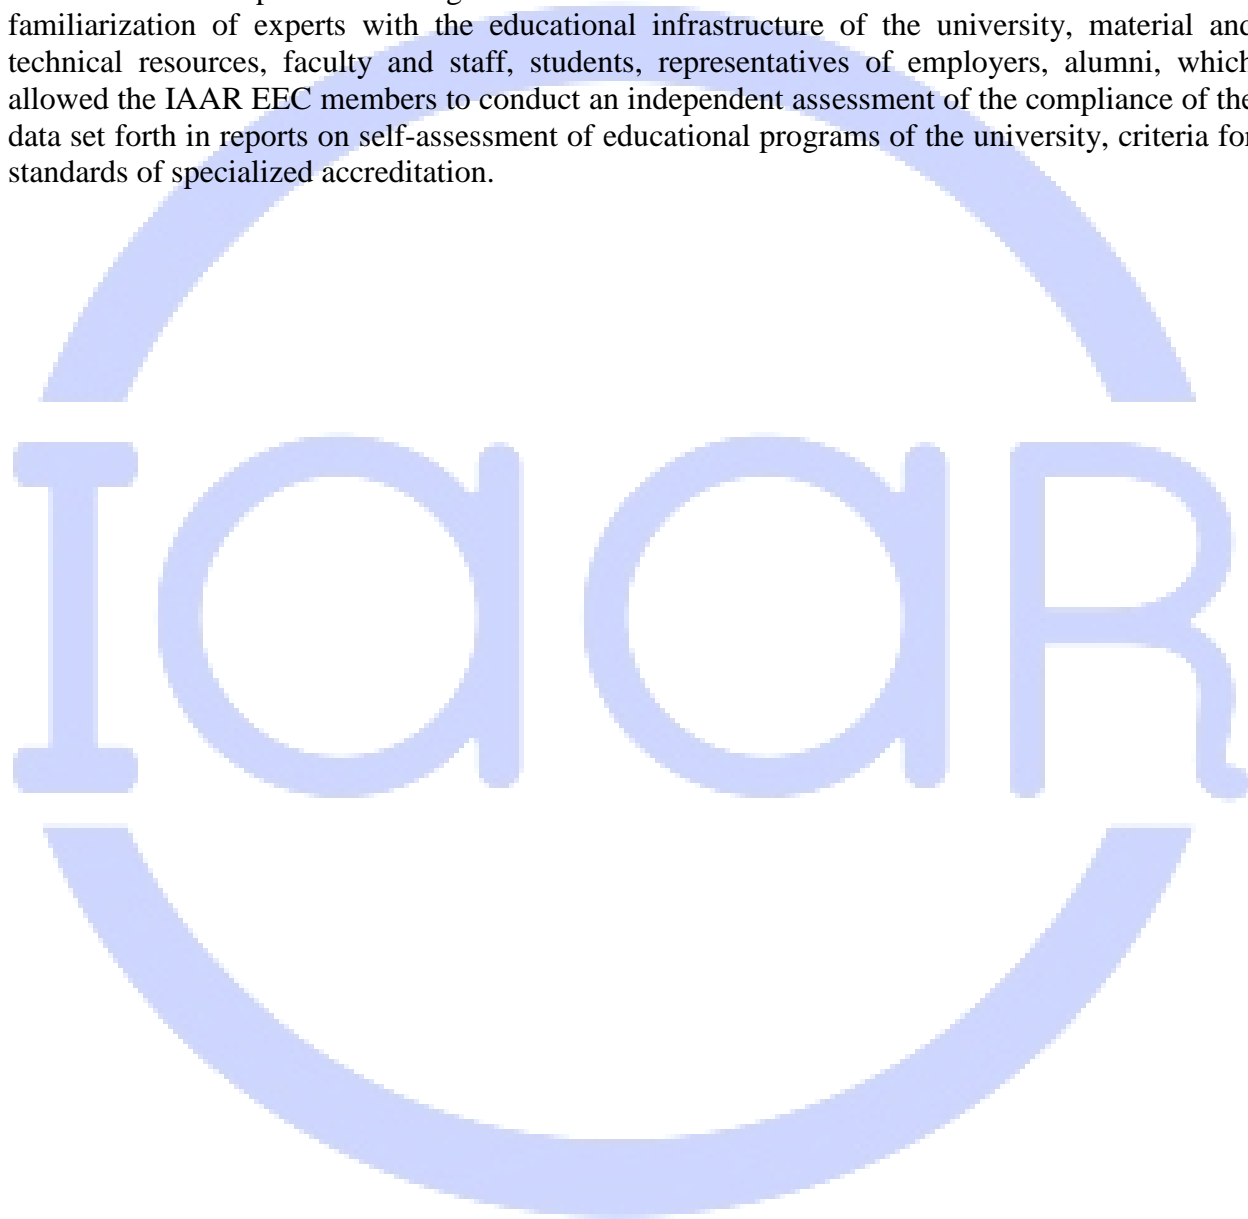 familiarization of experts with the educational infrastructure of the university, material and
technical resources, faculty and staff, students, representatives of employers, alumni, which
allowed the IAAR EEC members to conduct an independent assessment of the compliance of the
data set forth in reports on self-assessment of educational programs of the university, criteria for
standards of specialized accreditation.
IaaR